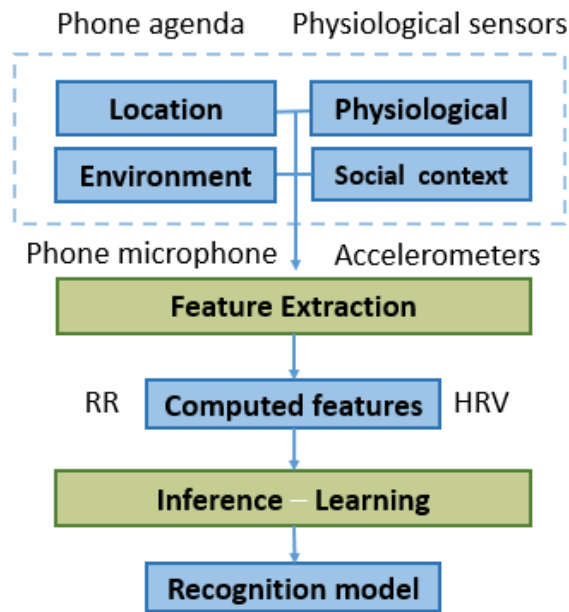 Phone agenda Physiological sensors
Location Physiological
Environment Social context
Phone microphone Accelerometers
Feature Extraction
RR Computed features HRV
Inference – Learning
Recognition model